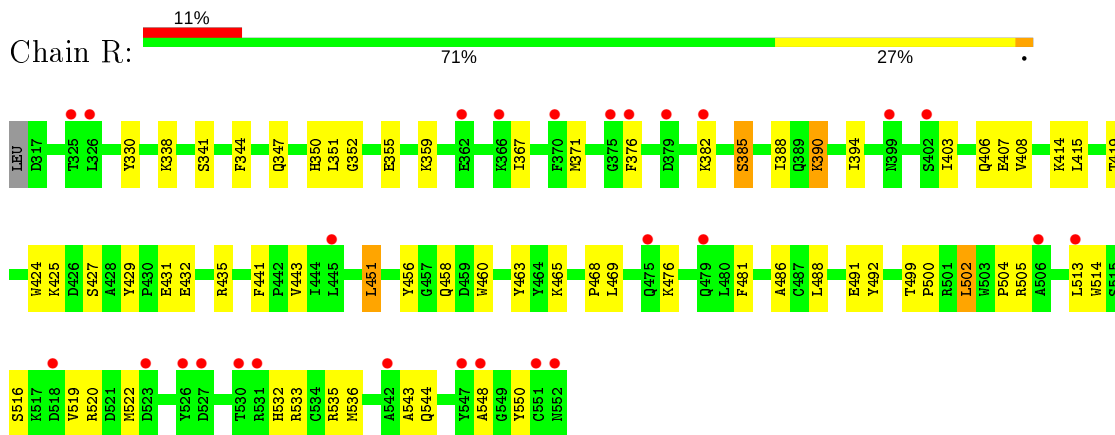 11%
Chain R:
71% 27% •
LEU D317 T325 L326 Y330 K338 S341 F344 Q347 H350 L351 G352 E355 K359 E362 K366 I367 F370 M371 G375 F376 D379 K382 S385 I388 Q389 K390 I394 N399 S402 I403 Q406 E407 V408 K414 L415 T419
W424 K425 D426 S427 A428 Y429 P430 E431 E432 R435 F441 P442 V443 I444 L445 L451 Y456 G457 Q458 D459 W460 Y463 Y464 K465 P468 L469 Q475 K476 Q479 L480 F481 A486 C487 L488 E491 Y492 T499 P500 R501 L502 W503 P504 R505 A506 L513 W514 S515
S516 K517 D518 V519 R520 D521 M522 D523 Y526 D527 T530 R531 H532 R533 C534 R535 M536 A542 A543 Q544 Y547 A548 G549 Y550 C551 N552